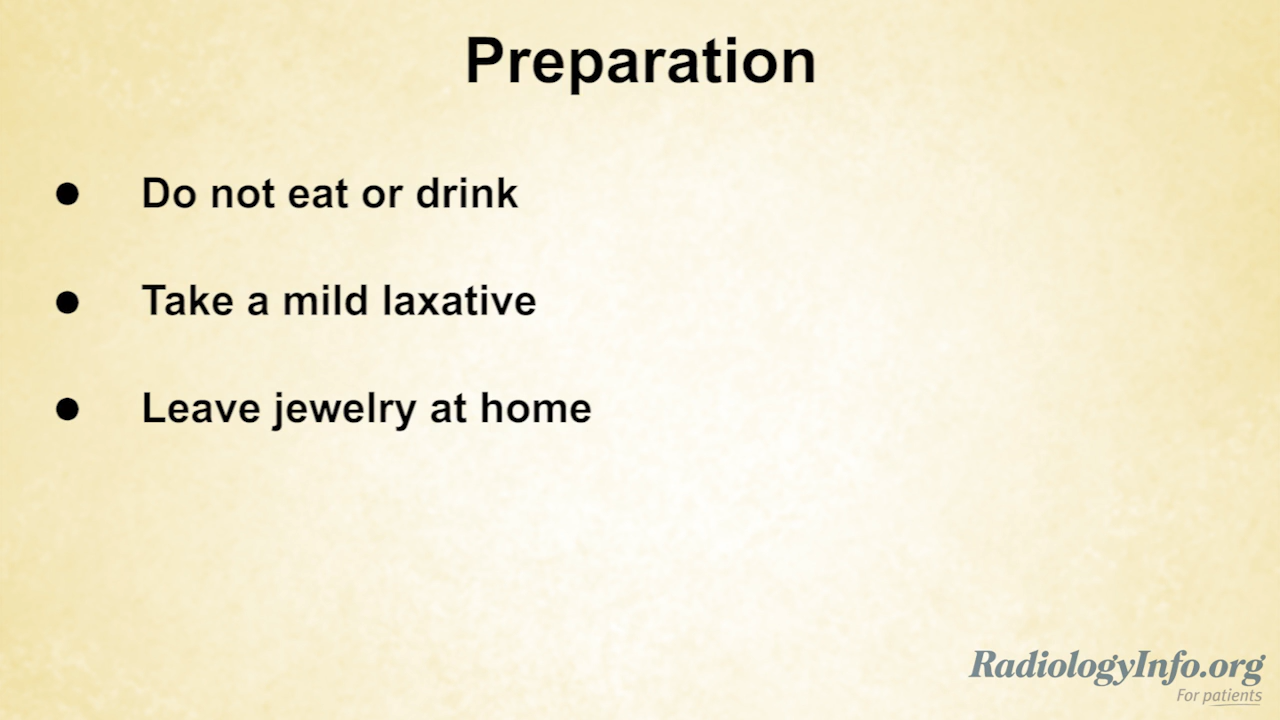 Preparation
● Do not eat or drink
● Take a mild laxative
● Leave jewelry at home
RadiologyInfo.org
For patients